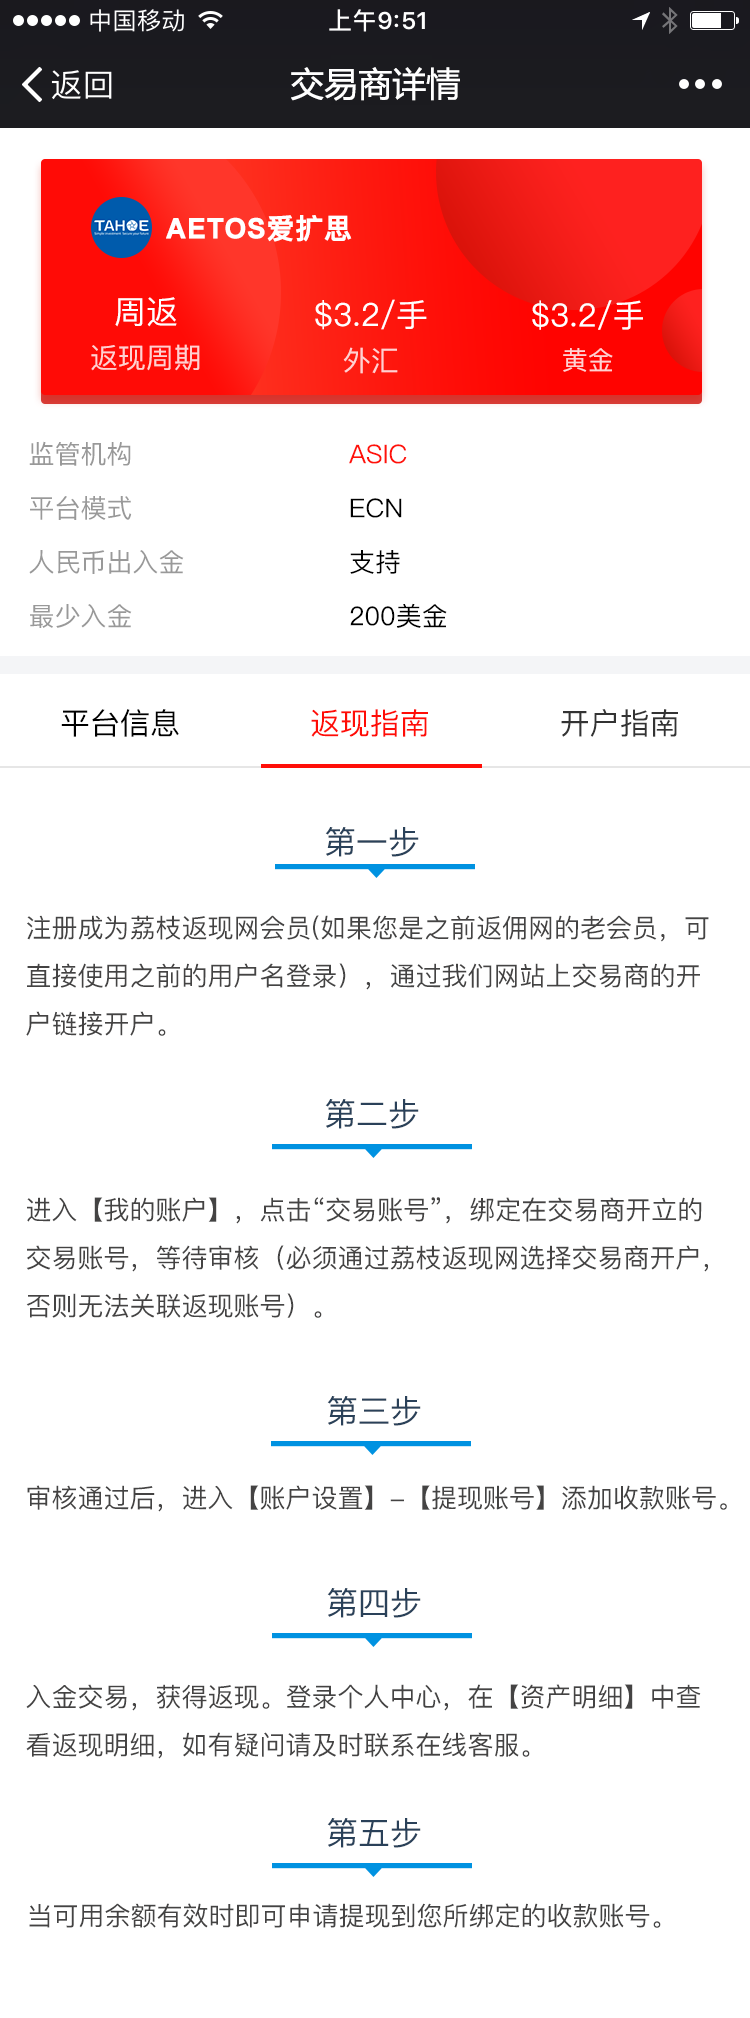 中国移动 上午9:51
返回 交易商详情
TAHOE AETOS爱扩思
周返 $3.2/手 $3.2/手
返现周期 外汇 黄金
监管机构 ASIC
平台模式 ECN
人民币出入金 支持
最少入金 200美金
平台信息 返现指南 开户指南
第一步
注册成为荔枝返现网会员(如果您是之前返佣网的老会员，可
直接使用之前的用户名登录），通过我们网站上交易商的开
户链接开户。
第二步
进入【我的账户】，点击“交易账号”，绑定在交易商开立的
交易账号，等待审核（必须通过荔枝返现网选择交易商开户，
否则无法关联返现账号）。
第三步
审核通过后，进入【账户设置】–【提现账号】添加收款账号。
第四步
入金交易，获得返现。登录个人中心，在【资产明细】中查
看返现明细，如有疑问请及时联系在线客服。
第五步
当可用余额有效时即可申请提现到您所绑定的收款账号。